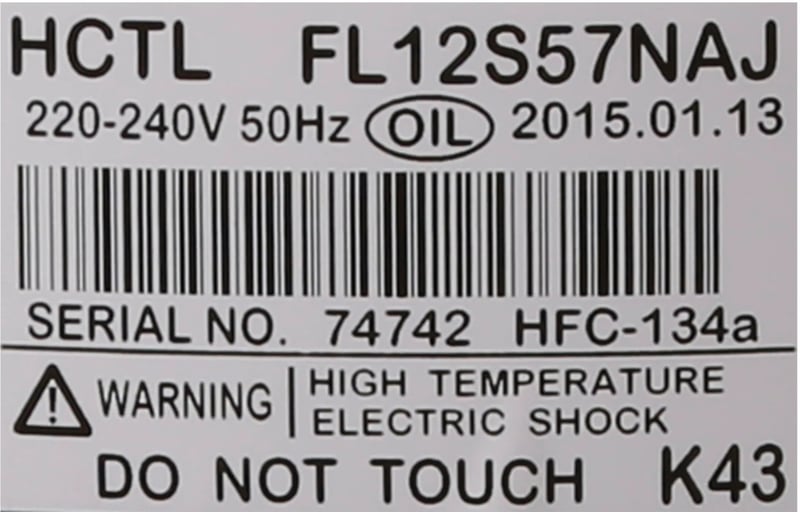 HCTL FL12S57NAJ
220-240V 50Hz OIL 2015.01.13
SERIAL NO. 74742 HFC-134a
WARNING HIGH TEMPERATURE
ELECTRIC SHOCK
DO NOT TOUCH K43